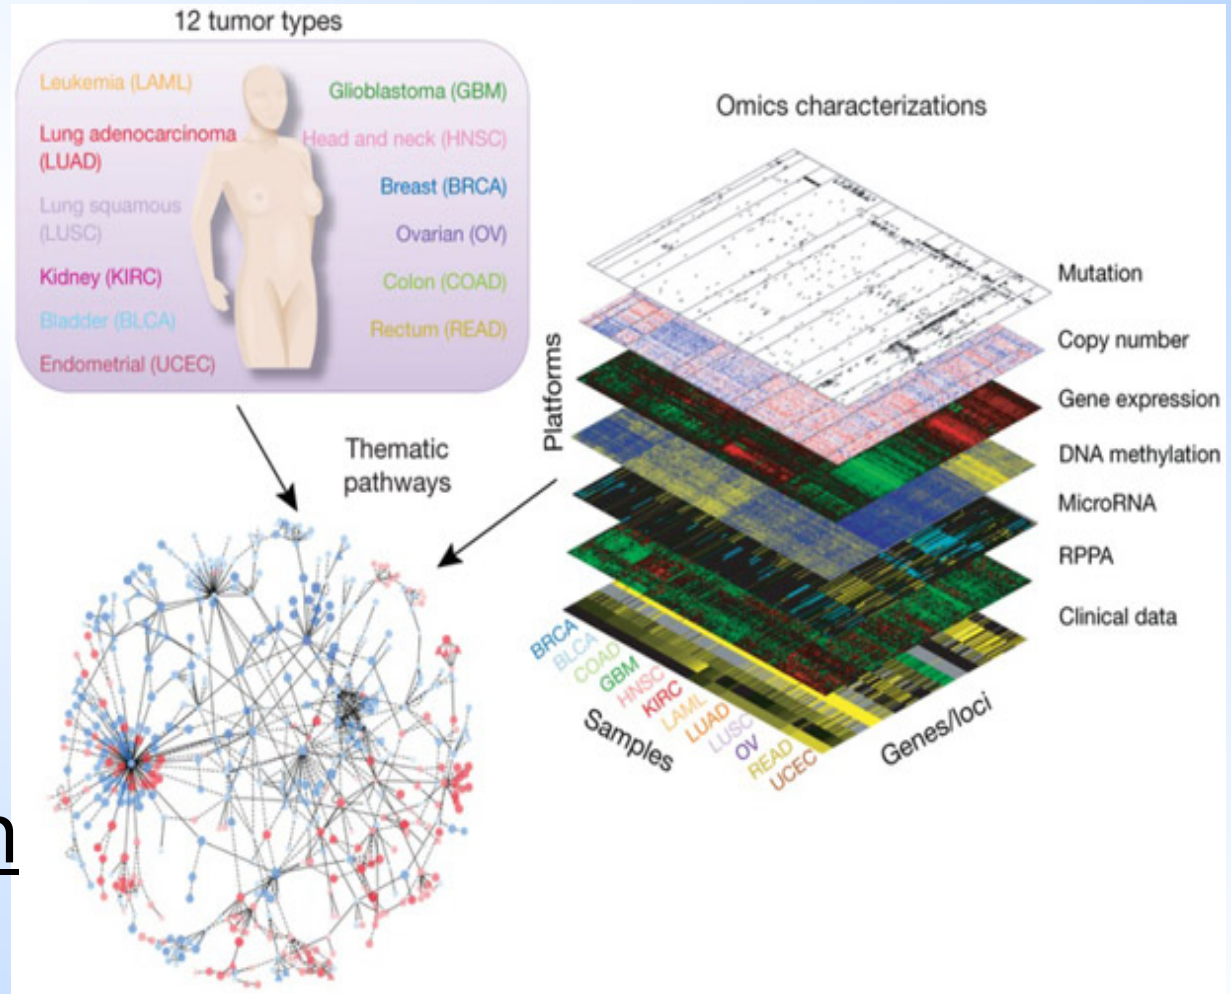 12 tumor types
Leukemia (LAML)
Lung adenocarcinoma
(LUAD)
Lung squamous
(LUSC)
Kidney (KIRC)
Bladder (BLCA)
Endometrial (UCEC)
Glioblastoma (GBM)
Head and neck (HNSC)
Breast (BRCA)
Ovarian (OV)
Colon (COAD)
Rectum (READ)
Thematic
pathways
Omics characterizations
Platforms
Mutation
Copy number
Gene expression
DNA methylation
MicroRNA
RPPA
Clinical data
BRCA
BLCA
COAD
GBM
HNSC
KIRC
LAML
LUAD
LUSC
OV
READ
UCEC
Samples
Genes/loci
n